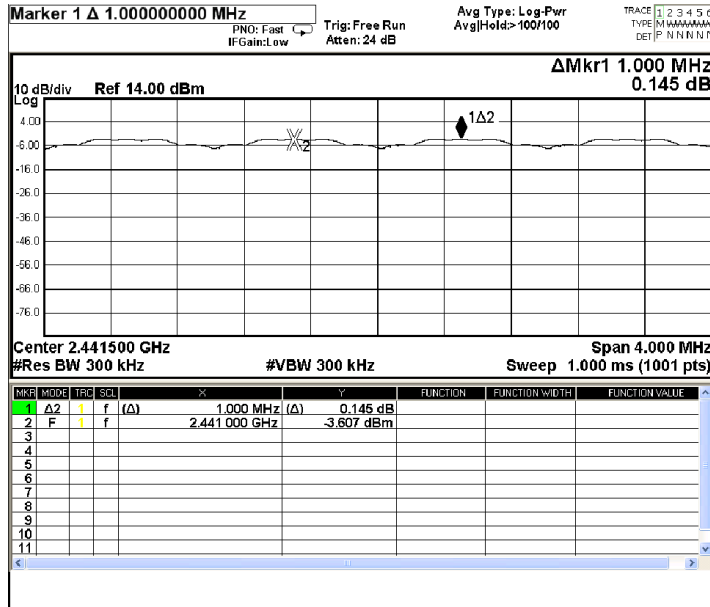 Marker 1 Δ 1.000000000 MHz
PNO: Fast
IFGain:Low
Trig: Free Run
Atten: 24 dB
Avg Type: Log-Pwr
Avg|Hold:>100/100
TRACE 1 2 3 4 5 6
TYPE M WWWWW
DET P N N N N N
ΔMkr1 1.000 MHz
0.145 dB
10 dB/div Ref 14.00 dBm
Log
4.00
-6.00
-16.0
-26.0
-36.0
-46.0
-56.0
-66.0
-76.0
1Δ2
2
Center 2.441500 GHz
Span 4.000 MHz
#Res BW 300 kHz
#VBW 300 kHz
Sweep 1.000 ms (1001 pts)
MKR MODE TRC SCL X Y FUNCTION FUNCTION WIDTH FUNCTION VALUE
1 Δ2 1 f (Δ) 1.000 MHz (Δ) 0.145 dB
2 F 1 f 2.441 000 GHz -3.607 dBm
3
4
5
6
7
8
9
10
11